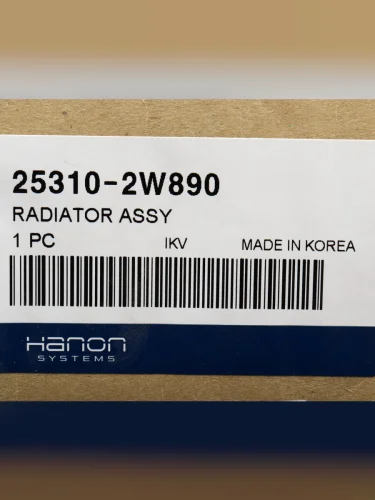 25310-2W890
RADIATOR ASSY
1 PC IKV MADE IN KOREA
Hanon
SYSTEMS